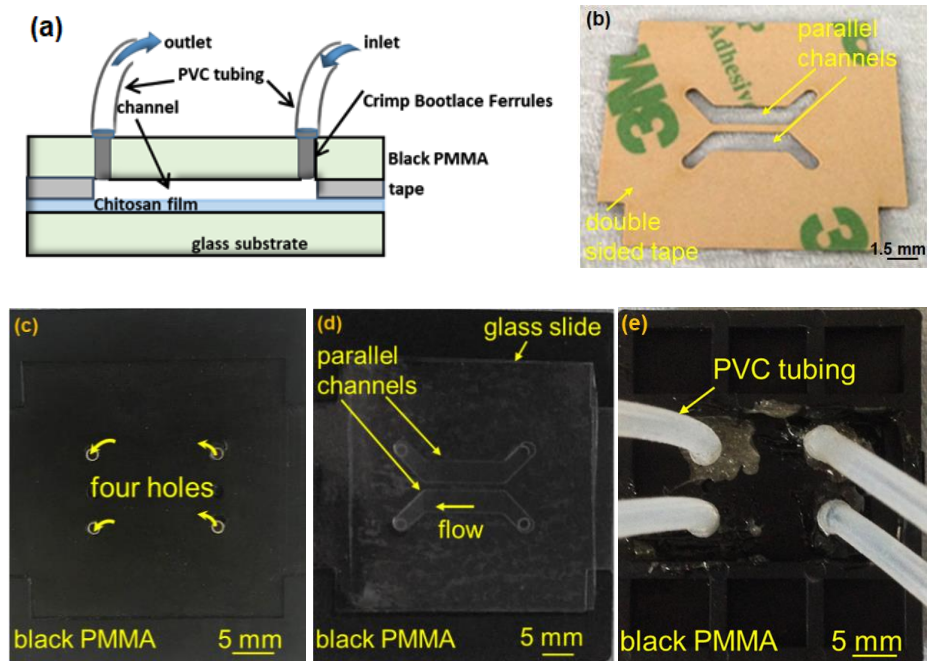 (a)
outlet
inlet
PVC tubing
channel
Crimp Bootlace Ferrules
Black PMMA
tape
Chitosan film
glass substrate
(b)
parallel
channels
Adhesive
3M
3
double
sided tape
1.5 mm
(c)
four holes
black PMMA
5 mm
(d)
glass slide
parallel
channels
flow
black PMMA
5 mm
(e)
PVC tubing
black PMMA
5 mm